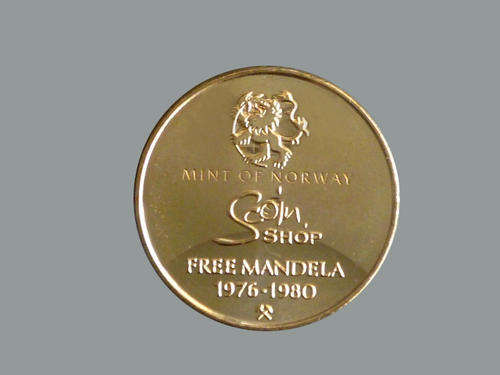 MINT OF NORWAY
Coin
SHOP
FREE MANDELA
1976·1980